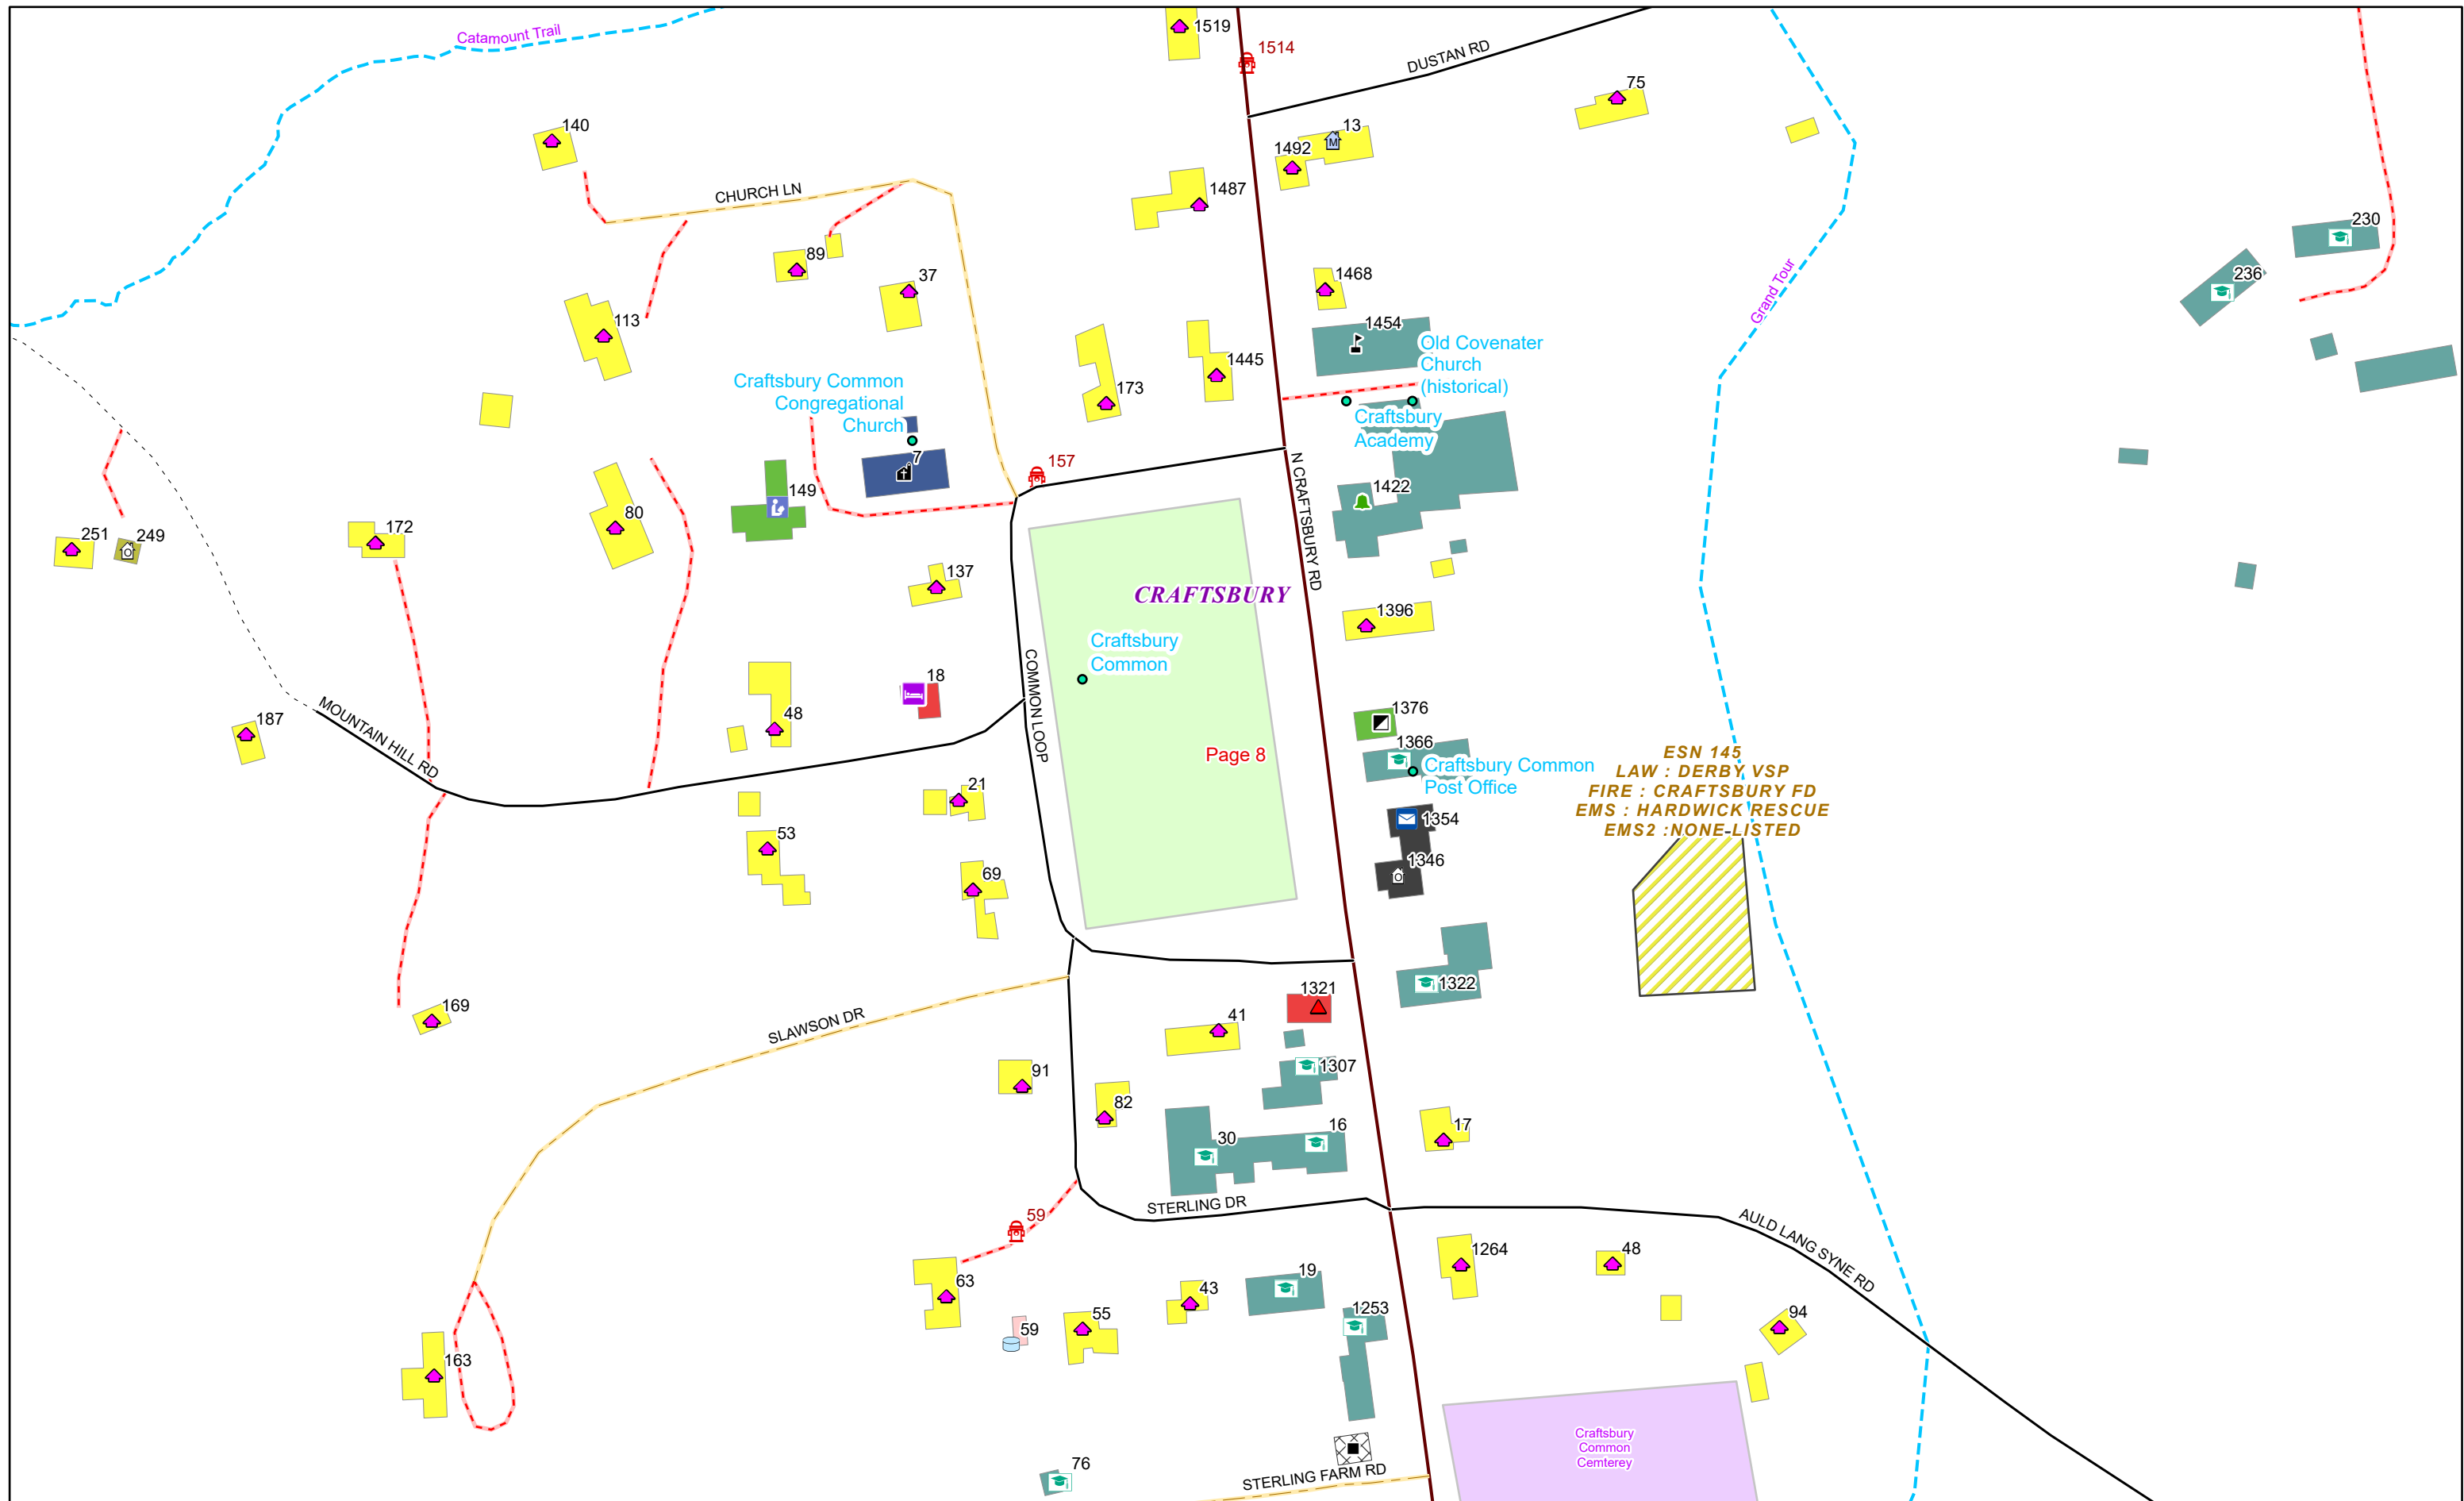 Catamount Trail
1519
1514
DUSTAN RD
75
140
13
1492
CHURCH LN
1487
230
89
37
1468
236
113
1454
Old Covenater
Church
(historical)
1445
173
Craftsbury Common
Congregational
Church
Craftsbury
Academy
Grand Tour
7
157
149
1422
80
N CRAFTSBURY RD
251
249
172
137
CRAFTSBURY
1396
Craftsbury
Common
COMMON LOOP
18
48
187
MOUNTAIN HILL RD
1376
1366
Page 8
Craftsbury Common
Post Office
ESN 145
LAW : DERBY VSP
FIRE : CRAFTSBURY FD
EMS : HARDWICK RESCUE
EMS2 :NONE LISTED
21
53
1354
1346
69
1322
1321
169
41
SLAWSON DR
91
1307
82
30
16
17
STERLING DR
59
AULD LANG SYNE RD
1264
48
63
43
19
1253
55
59
94
163
Craftsbury
Common
Cemterey
76
STERLING FARM RD